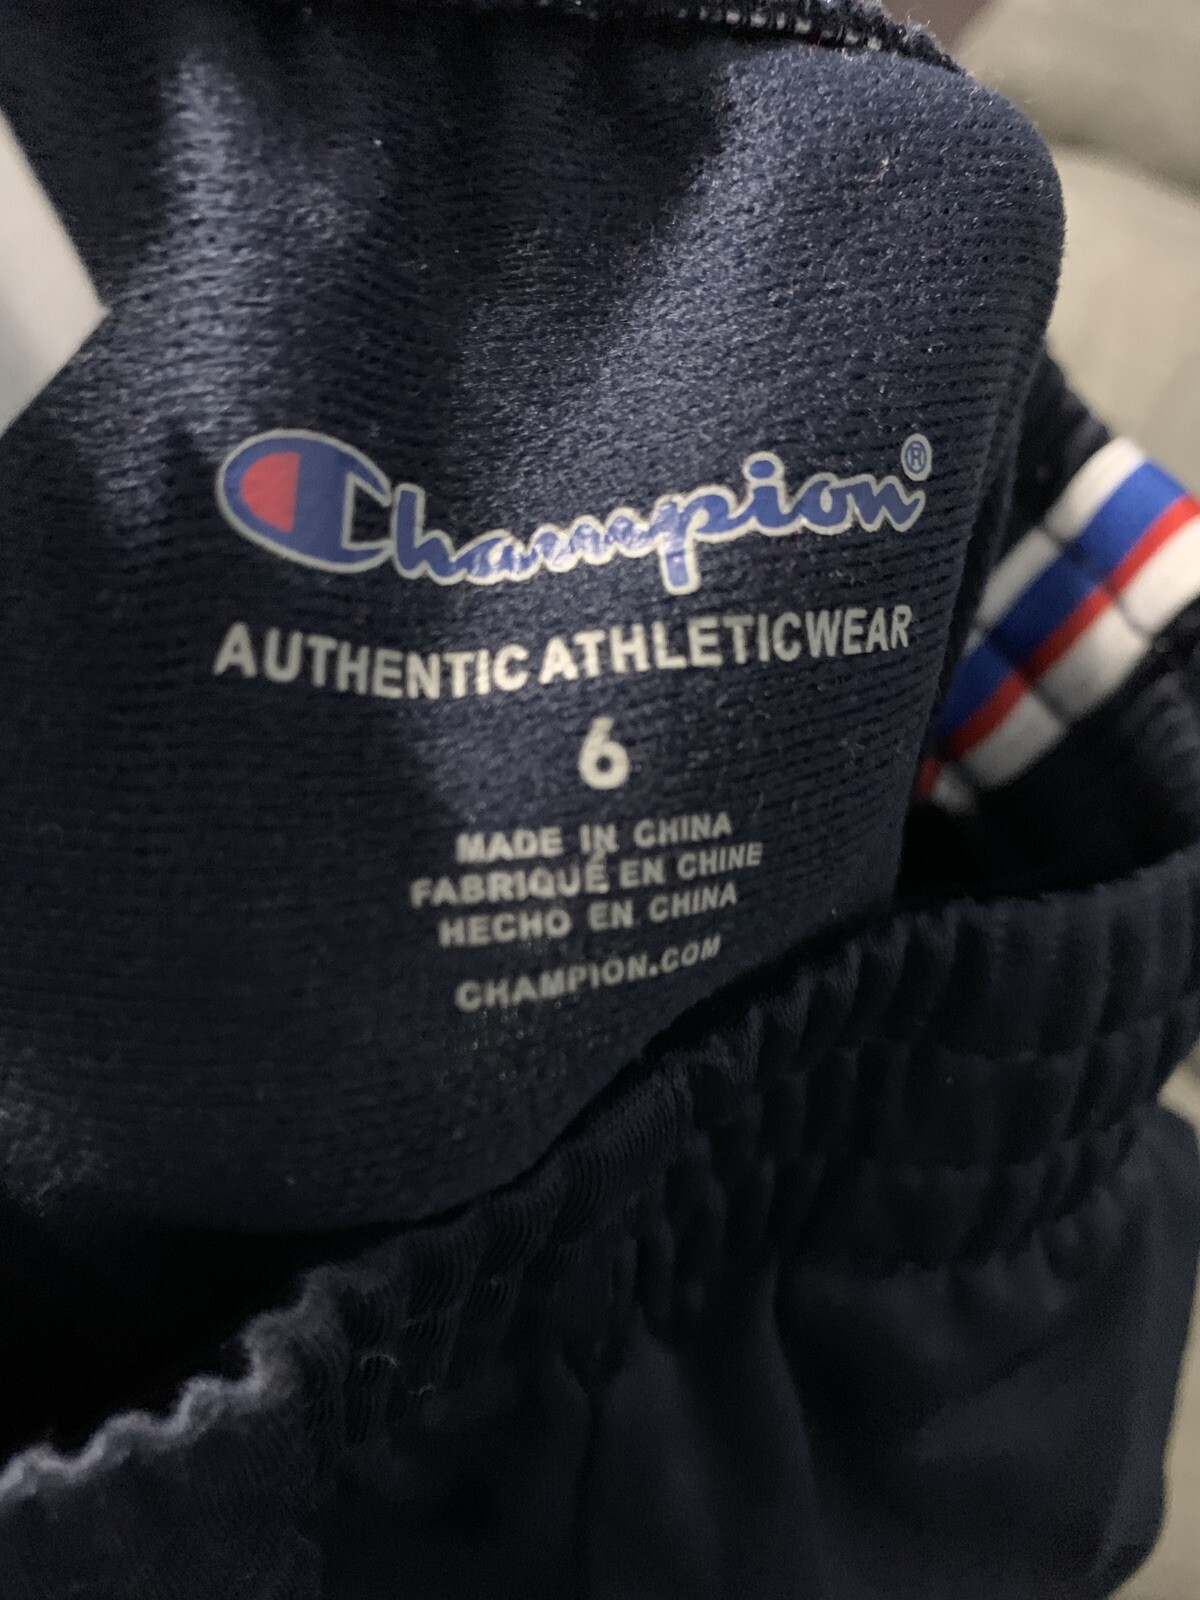 Champion®
AUTHENTIC ATHLETICWEAR
6
MADE IN CHINA
FABRIQUÉ EN CHINE
HECHO EN CHINA
CHAMPION.COM